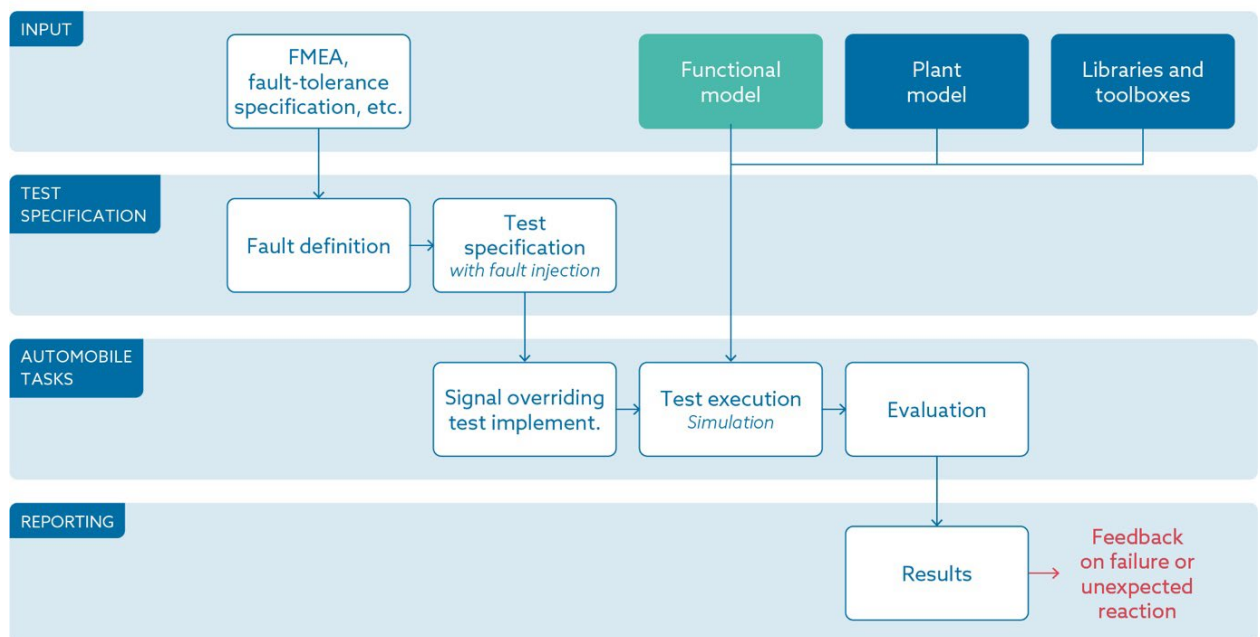 INPUT
FMEA,
fault-tolerance
specification, etc.
Functional
model
Plant
model
Libraries and
toolboxes
TEST
SPECIFICATION
Fault definition
Test
specification
with fault injection
AUTOMOBILE
TASKS
Signal overriding
test implement.
Test execution
Simulation
Evaluation
REPORTING
Results
Feedback
on failure or
unexpected
reaction